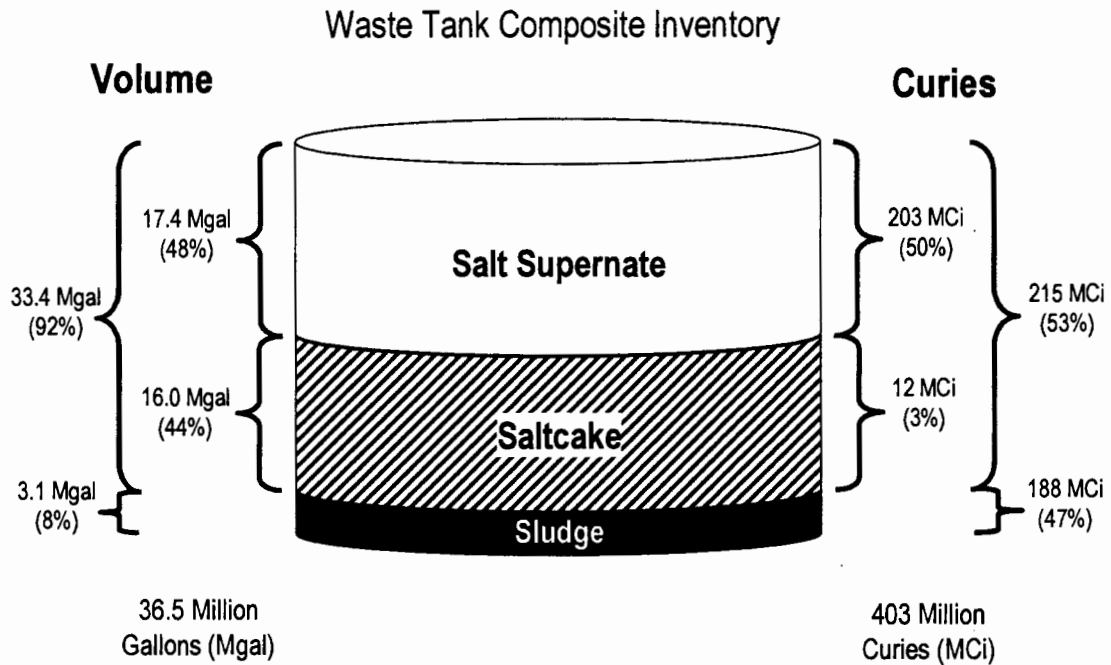 Waste Tank Composite Inventory
Volume
Curies
17.4 Mgal
(48%)
203 MCi
(50%)
Salt Supernate
33.4 Mgal
(92%)
215 MCi
(53%)
16.0 Mgal
(44%)
12 MCi
(3%)
Saltcake
3.1 Mgal
(8%)
188 MCi
(47%)
Sludge
36.5 Million
Gallons (Mgal)
403 Million
Curies (MCi)